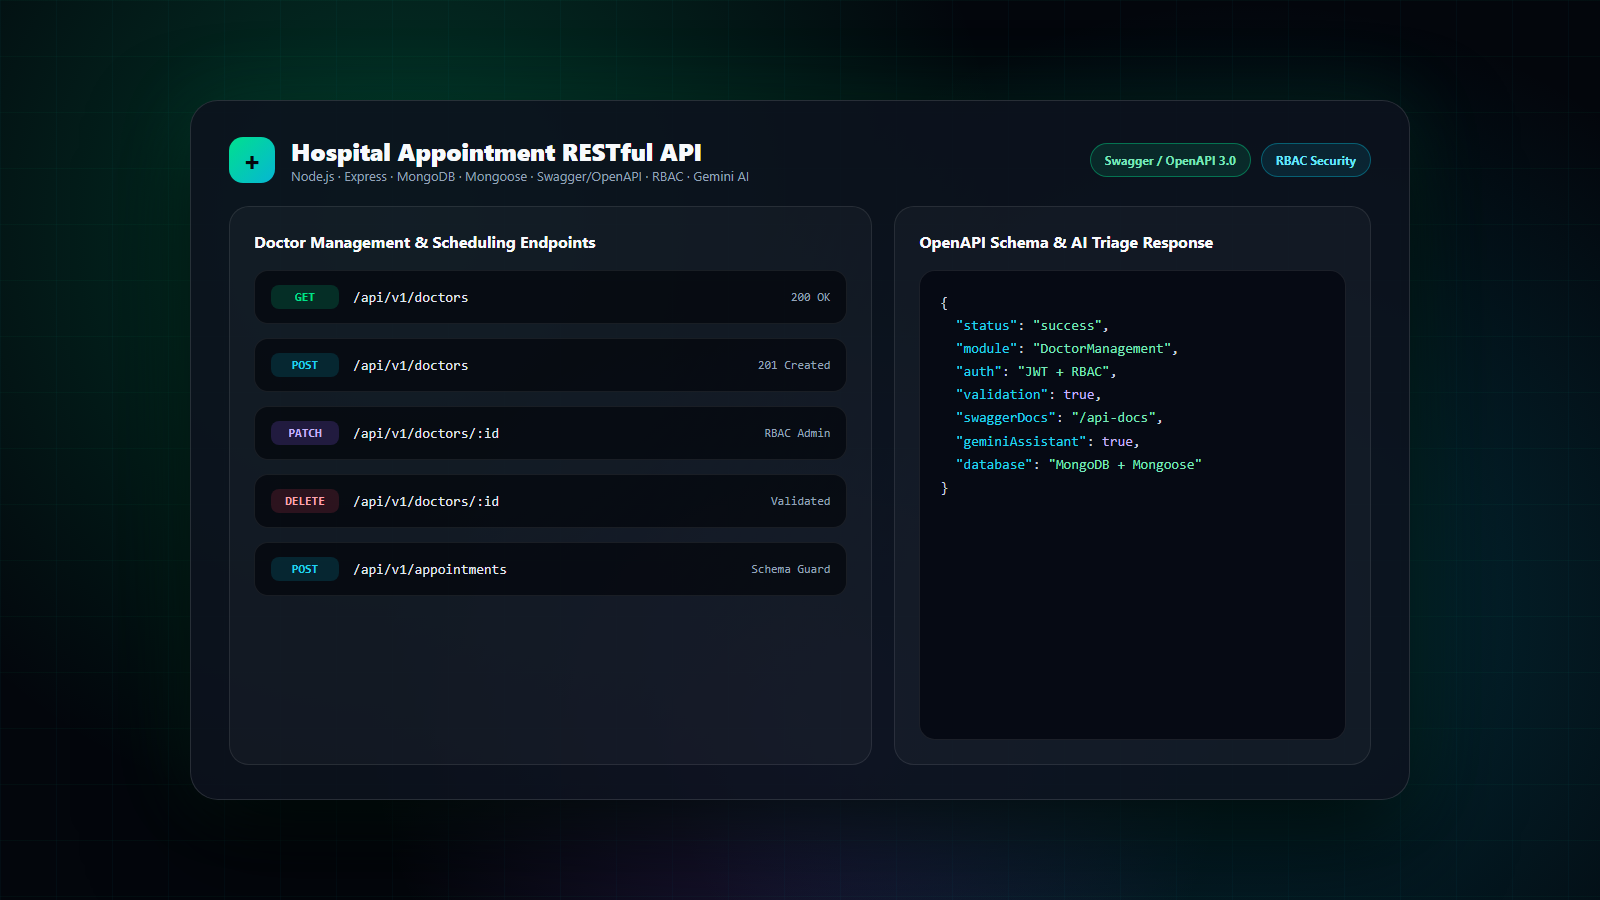 +
Hospital Appointment RESTful API
Node.js · Express · MongoDB · Mongoose · Swagger/OpenAPI · RBAC · Gemini AI
Swagger / OpenAPI 3.0
RBAC Security
Doctor Management & Scheduling Endpoints
GET /api/v1/doctors 200 OK
POST /api/v1/doctors 201 Created
PATCH /api/v1/doctors/:id RBAC Admin
DELETE /api/v1/doctors/:id Validated
POST /api/v1/appointments Schema Guard
OpenAPI Schema & AI Triage Response
{
  "status": "success",
  "module": "DoctorManagement",
  "auth": "JWT + RBAC",
  "validation": true,
  "swaggerDocs": "/api-docs",
  "geminiAssistant": true,
  "database": "MongoDB + Mongoose"
}